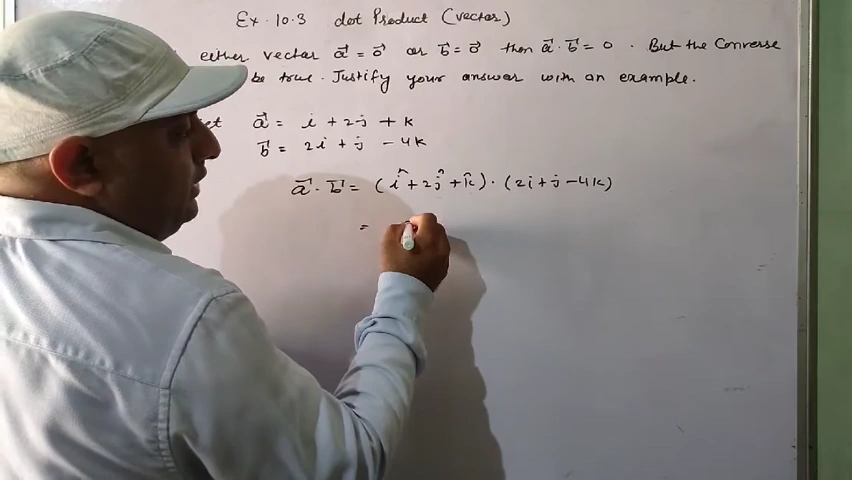 Ex. 10.3 dot Product (vector)
either vector a⃗ = 0⃗ or b⃗ = 0⃗ then a⃗ . b⃗ = 0 . But the Converse
be true. Justify your answer with an example.
a⃗ = i + 2j + k
b⃗ = 2i + j - 4k
a⃗ . b⃗ = (î + 2ĵ + k̂) . (2i + j - 4k)
=